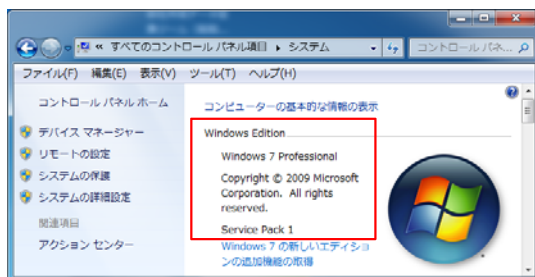 « すべてのコントロール パネル項目 ▸ システム
コントロール パネ...
ファイル(F) 編集(E) 表示(V) ツール(T) ヘルプ(H)
コントロール パネル ホーム
デバイス マネージャー
リモートの設定
システムの保護
システムの詳細設定
関連項目
アクション センター
コンピューターの基本的な情報の表示
Windows Edition
Windows 7 Professional
Copyright © 2009 Microsoft
Corporation. All rights
reserved.
Service Pack 1
Windows 7 の新しいエディショ
ンの追加機能の取得